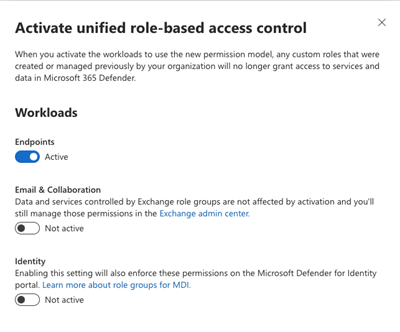 Activate unified role-based access control
When you activate the workloads to use the new permission model, any custom roles that were
created or managed previously by your organization will no longer grant access to services and
data in Microsoft 365 Defender.
Workloads
Endpoints
Active
Email & Collaboration
Data and services controlled by Exchange role groups are not affected by activation and you'll
still manage those permissions in the Exchange admin center.
Not active
Identity
Enabling this setting will also enforce these permissions on the Microsoft Defender for Identity
portal. Learn more about role groups for MDI.
Not active